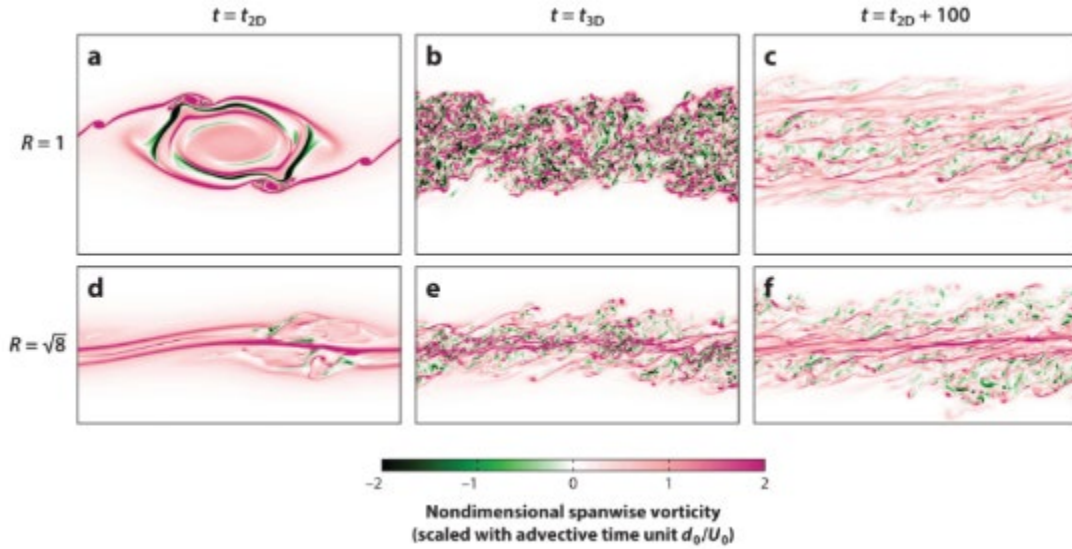 t = t2D
t = t3D
t = t2D + 100
a
b
c
R = 1
d
e
f
R = √8
−2
−1
0
1
2
Nondimensional spanwise vorticity
(scaled with advective time unit d0/U0)